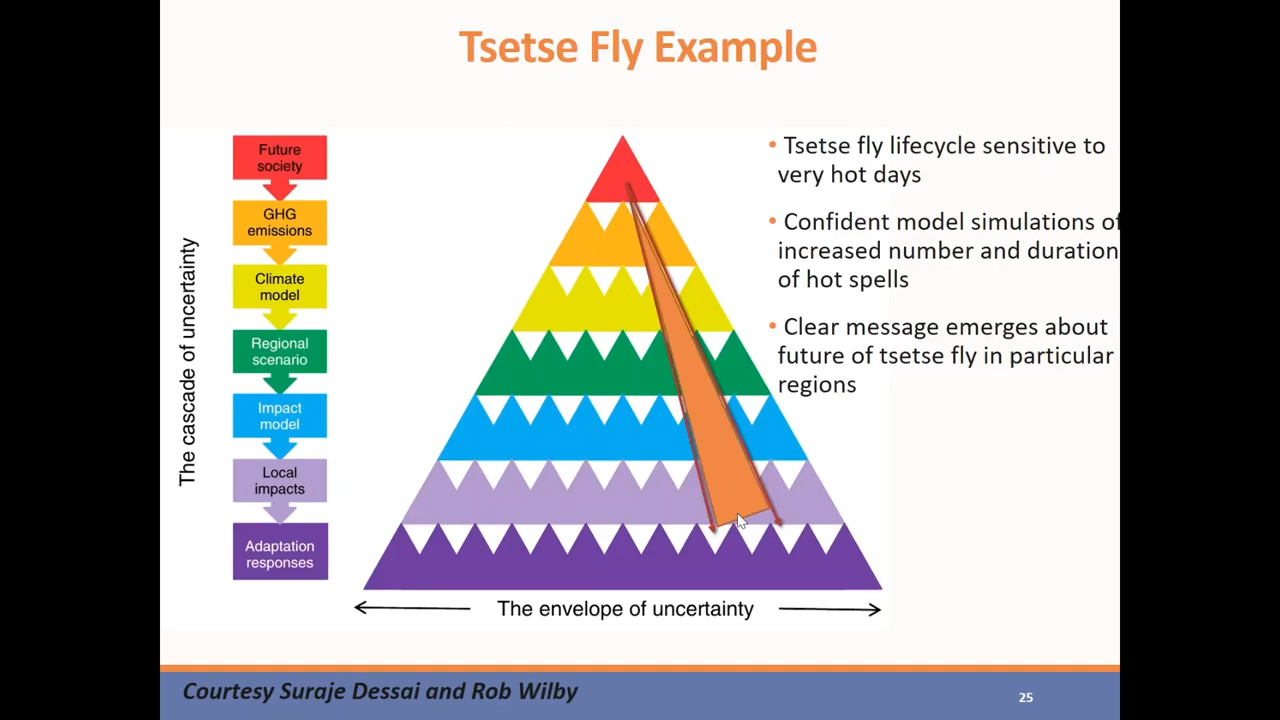 Tsetse Fly Example
The cascade of uncertainty
Future
society
GHG
emissions
Climate
model
Regional
scenario
Impact
model
Local
impacts
Adaptation
responses
The envelope of uncertainty
• Tsetse fly lifecycle sensitive to
very hot days
• Confident model simulations of
increased number and duration
of hot spells
• Clear message emerges about
future of tsetse fly in particular
regions
Courtesy Suraje Dessai and Rob Wilby
25